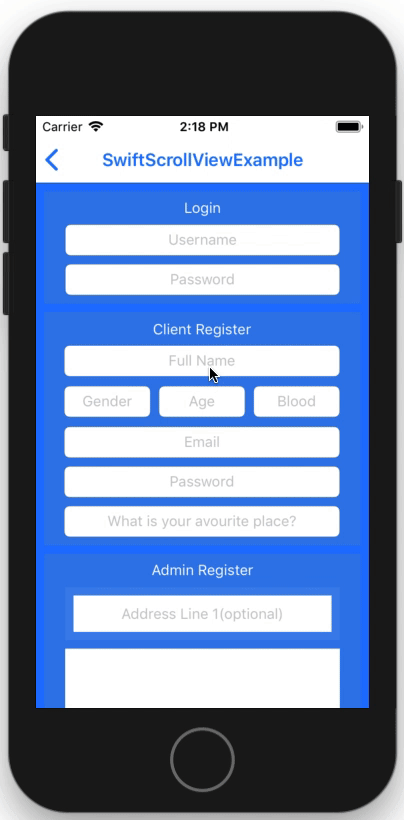 Carrier 2:18 PM
SwiftScrollViewExample
Login
Username
Password
Client Register
Full Name
Gender Age Blood
Email
Password
What is your avourite place?
Admin Register
Address Line 1(optional)